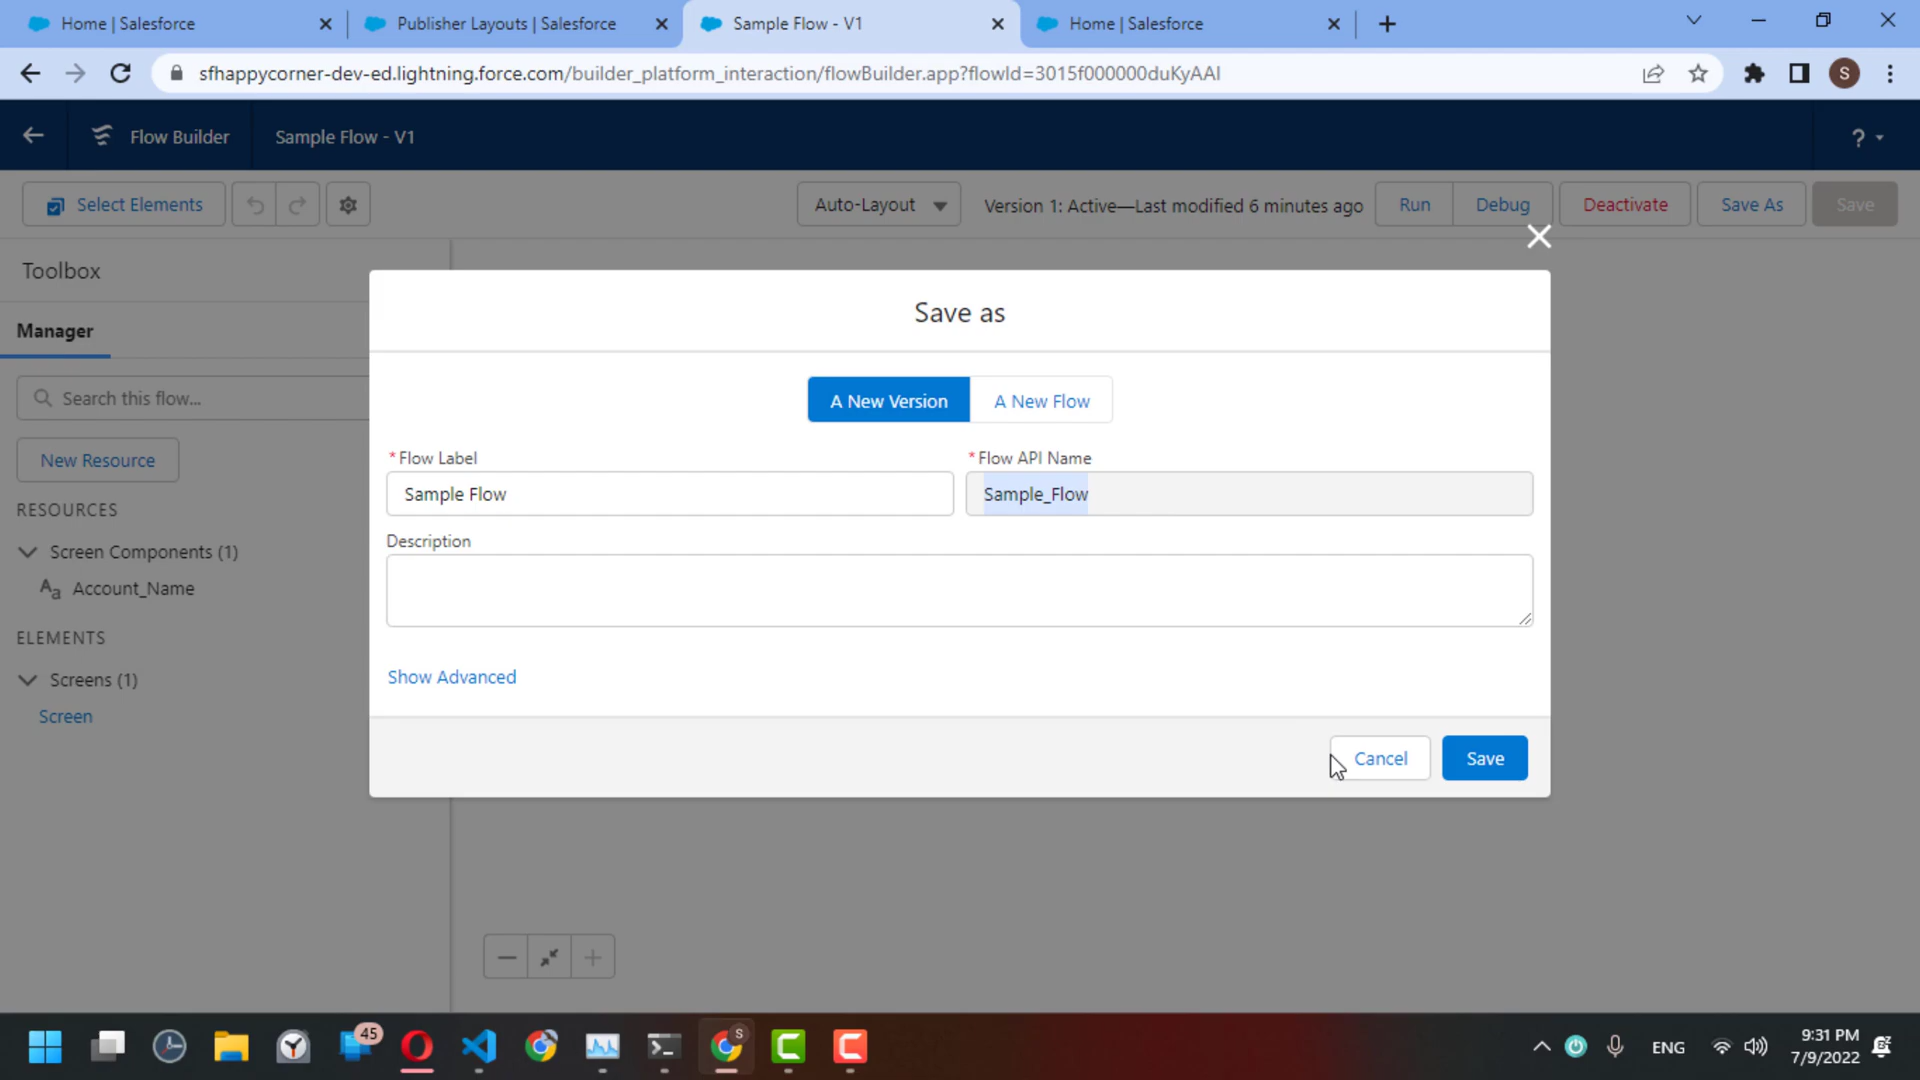 Home | Salesforce
Publisher Layouts | Salesforce
Sample Flow - V1
Home | Salesforce
sfhappycorner-dev-ed.lightning.force.com/builder_platform_interaction/flowBuilder.app?flowId=3015f000000duKyAAI
S
Flow Builder
Sample Flow - V1
?
Select Elements
Auto-Layout
Version 1: Active—Last modified 6 minutes ago
Run
Debug
Deactivate
Save As
Save
Toolbox
Manager
Search this flow...
New Resource
RESOURCES
Screen Components (1)
Aa Account_Name
ELEMENTS
Screens (1)
Screen
Save as
A New Version
A New Flow
*Flow Label
*Flow API Name
Sample Flow
Sample_Flow
Description
Show Advanced
Cancel
Save
45
S
ENG
9:31 PM
7/9/2022